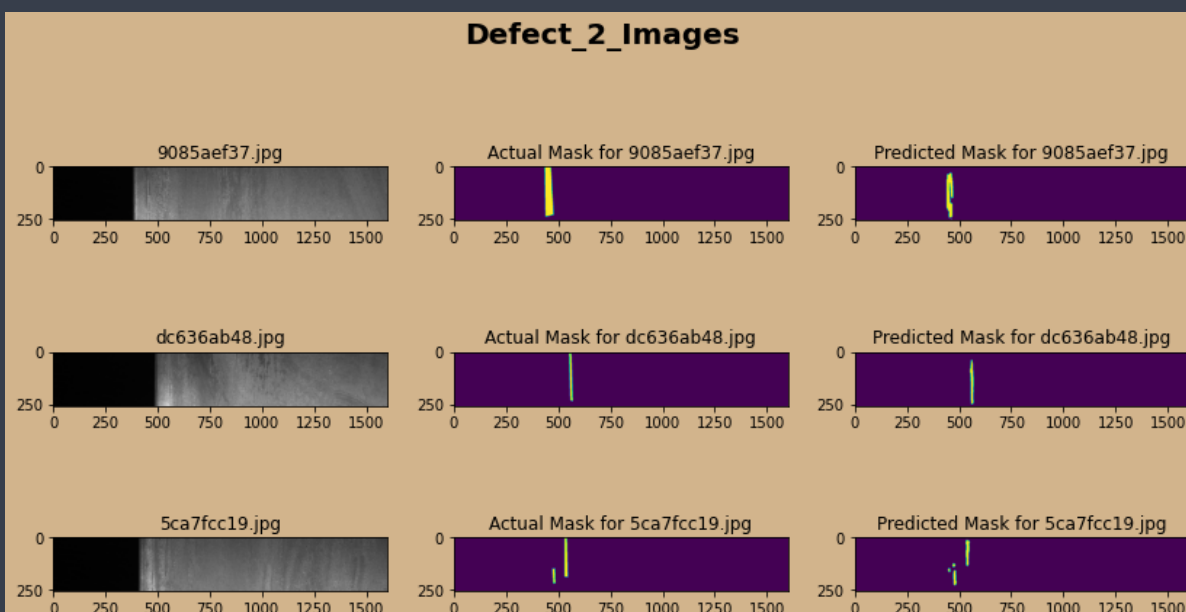 Defect_2_Images
9085aef37.jpg
Actual Mask for 9085aef37.jpg
Predicted Mask for 9085aef37.jpg
0
250
0 250 500 750 1000 1250 1500
0
250
0 250 500 750 1000 1250 1500
0
250
0 250 500 750 1000 1250 1500
dc636ab48.jpg
Actual Mask for dc636ab48.jpg
Predicted Mask for dc636ab48.jpg
0
250
0 250 500 750 1000 1250 1500
0
250
0 250 500 750 1000 1250 1500
0
250
0 250 500 750 1000 1250 1500
5ca7fcc19.jpg
Actual Mask for 5ca7fcc19.jpg
Predicted Mask for 5ca7fcc19.jpg
0
250
0
250
0
250